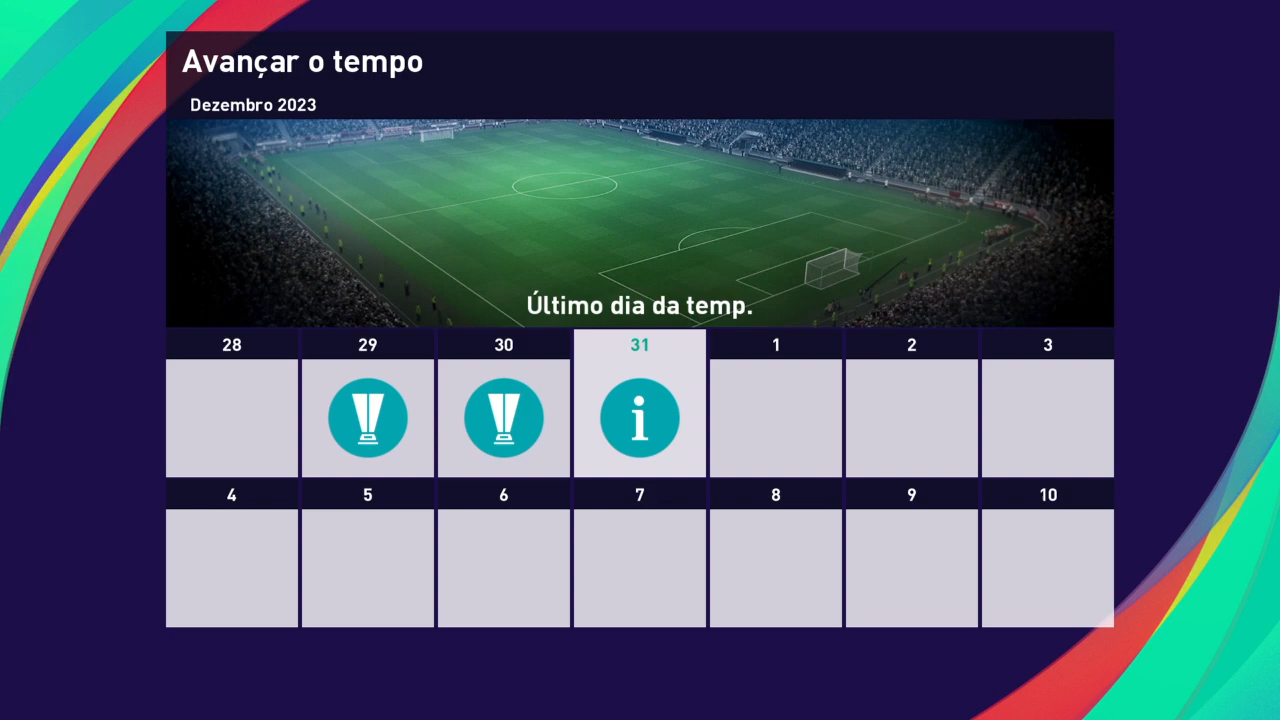 Avançar o tempo
Dezembro 2023
Último dia da temp.
28 29 30 31 1 2 3
4 5 6 7 8 9 10